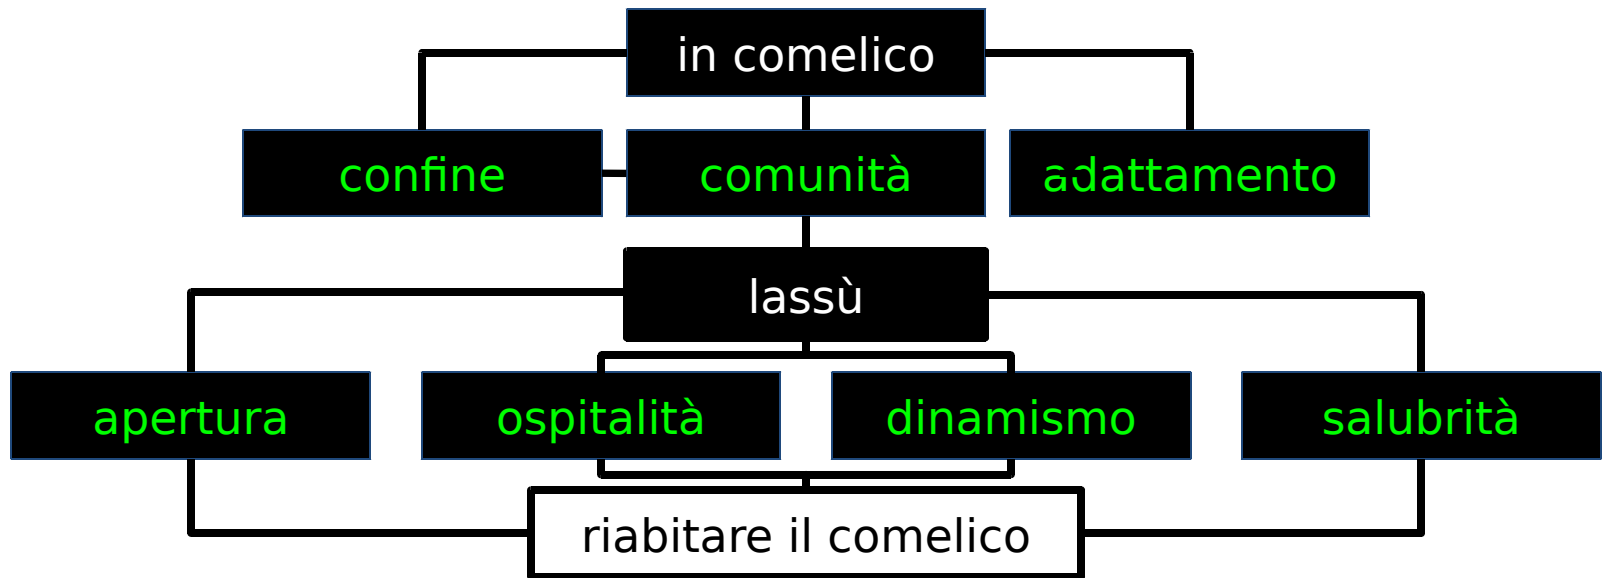 in comelico
confine
comunità
adattamento
lassù
apertura
ospitalità
dinamismo
salubrità
riabitare il comelico